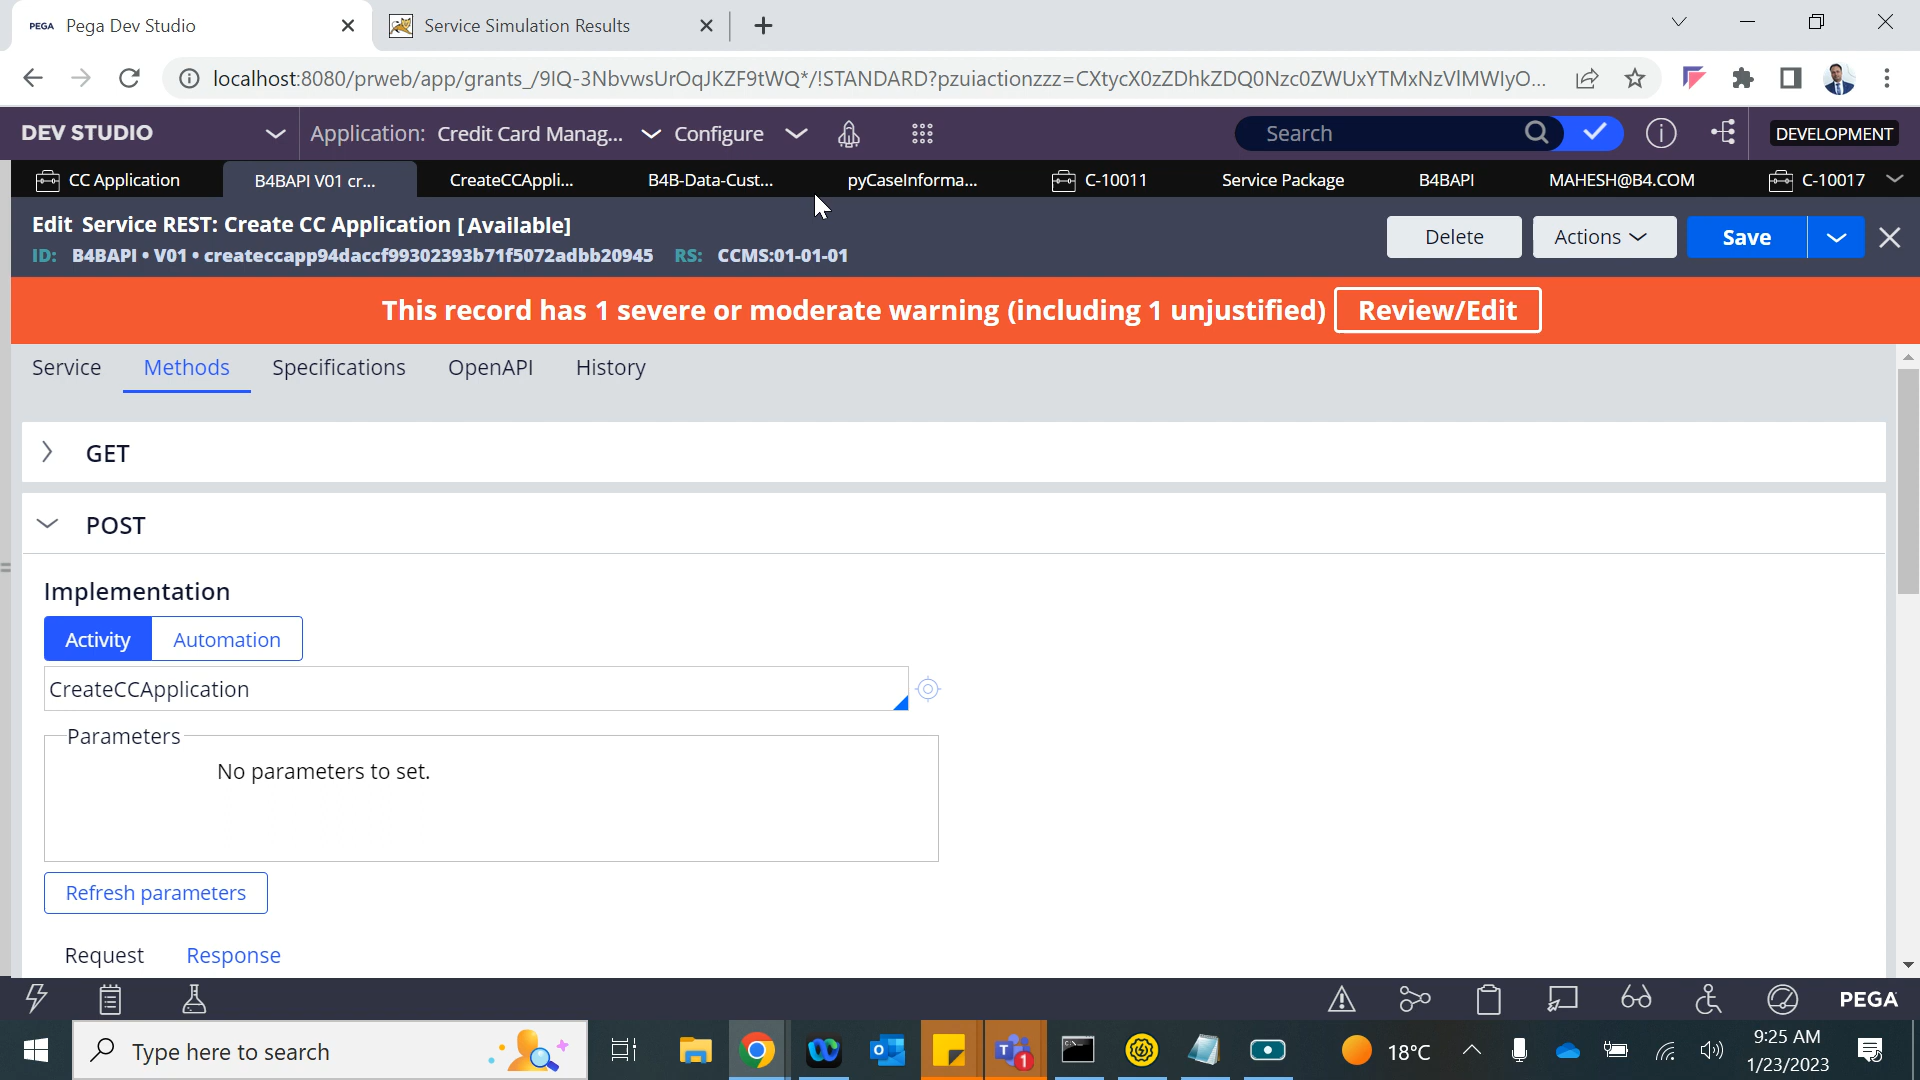 PEGA Pega Dev Studio
Service Simulation Results
localhost:8080/prweb/app/grants_/9IQ-3NbvwsUrOqJKZF9tWQ*/!STANDARD?pzuiactionzzz=CXtycX0zZDhkZDQ0Nzc0ZWUxYTMxNzVlMWIyO...
DEV STUDIO
Application: Credit Card Manag...
Configure
Search
DEVELOPMENT
CC Application
B4BAPI V01 cr...
CreateCCAppli...
B4B-Data-Cust...
pyCaseInforma...
C-10011
Service Package
B4BAPI
MAHESH@B4.COM
C-10017
Edit Service REST: Create CC Application [Available]
ID: B4BAPI • V01 • createccapp94daccf99302393b71f5072adbb20945 RS: CCMS:01-01-01
Delete
Actions
Save
This record has 1 severe or moderate warning (including 1 unjustified) Review/Edit
Service
Methods
Specifications
OpenAPI
History
GET
POST
Implementation
Activity
Automation
CreateCCApplication
Parameters
No parameters to set.
Refresh parameters
Request
Response
PEGA
Type here to search
1
18°C
9:25 AM
1/23/2023